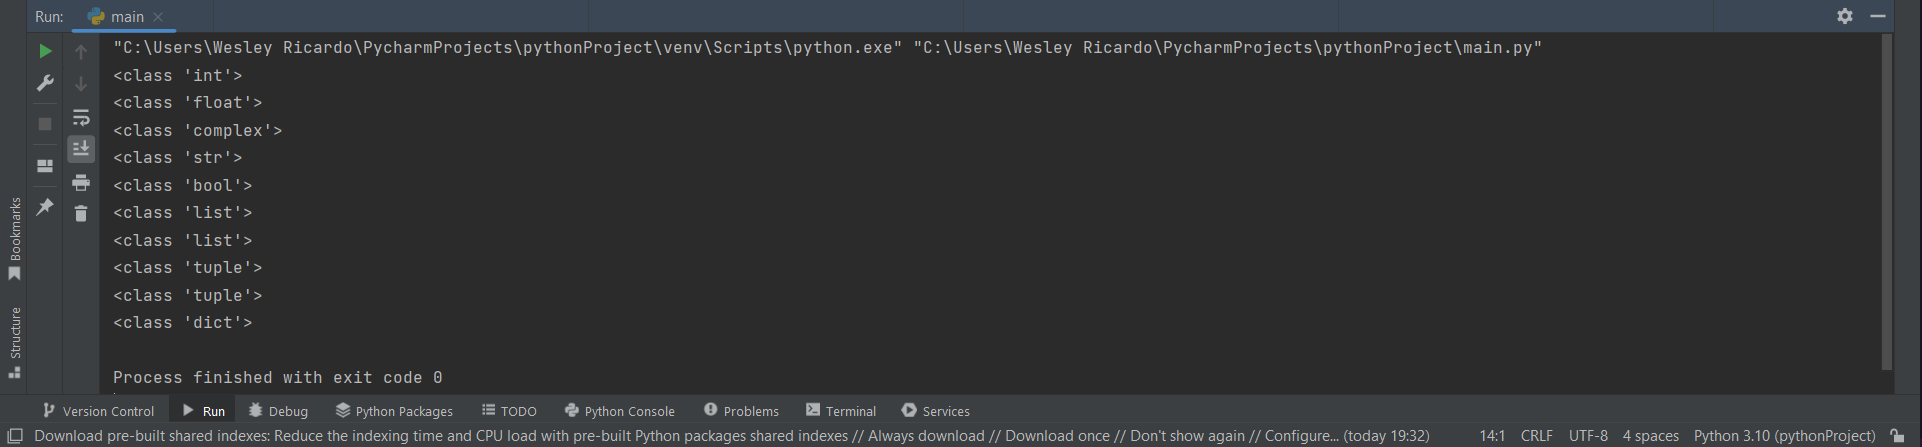 Run: main
"C:\Users\Wesley Ricardo\PycharmProjects\pythonProject\venv\Scripts\python.exe" "C:\Users\Wesley Ricardo\PycharmProjects\pythonProject\main.py"
<class 'int'>
<class 'float'>
<class 'complex'>
<class 'str'>
<class 'bool'>
<class 'list'>
<class 'list'>
<class 'tuple'>
<class 'tuple'>
<class 'dict'>
Process finished with exit code 0
Bookmarks
Structure
Version Control Run Debug Python Packages TODO Python Console Problems Terminal Services
Download pre-built shared indexes: Reduce the indexing time and CPU load with pre-built Python packages shared indexes // Always download // Download once // Don't show again // Configure... (today 19:32) 14:1 CRLF UTF-8 4 spaces Python 3.10 (pythonProject)